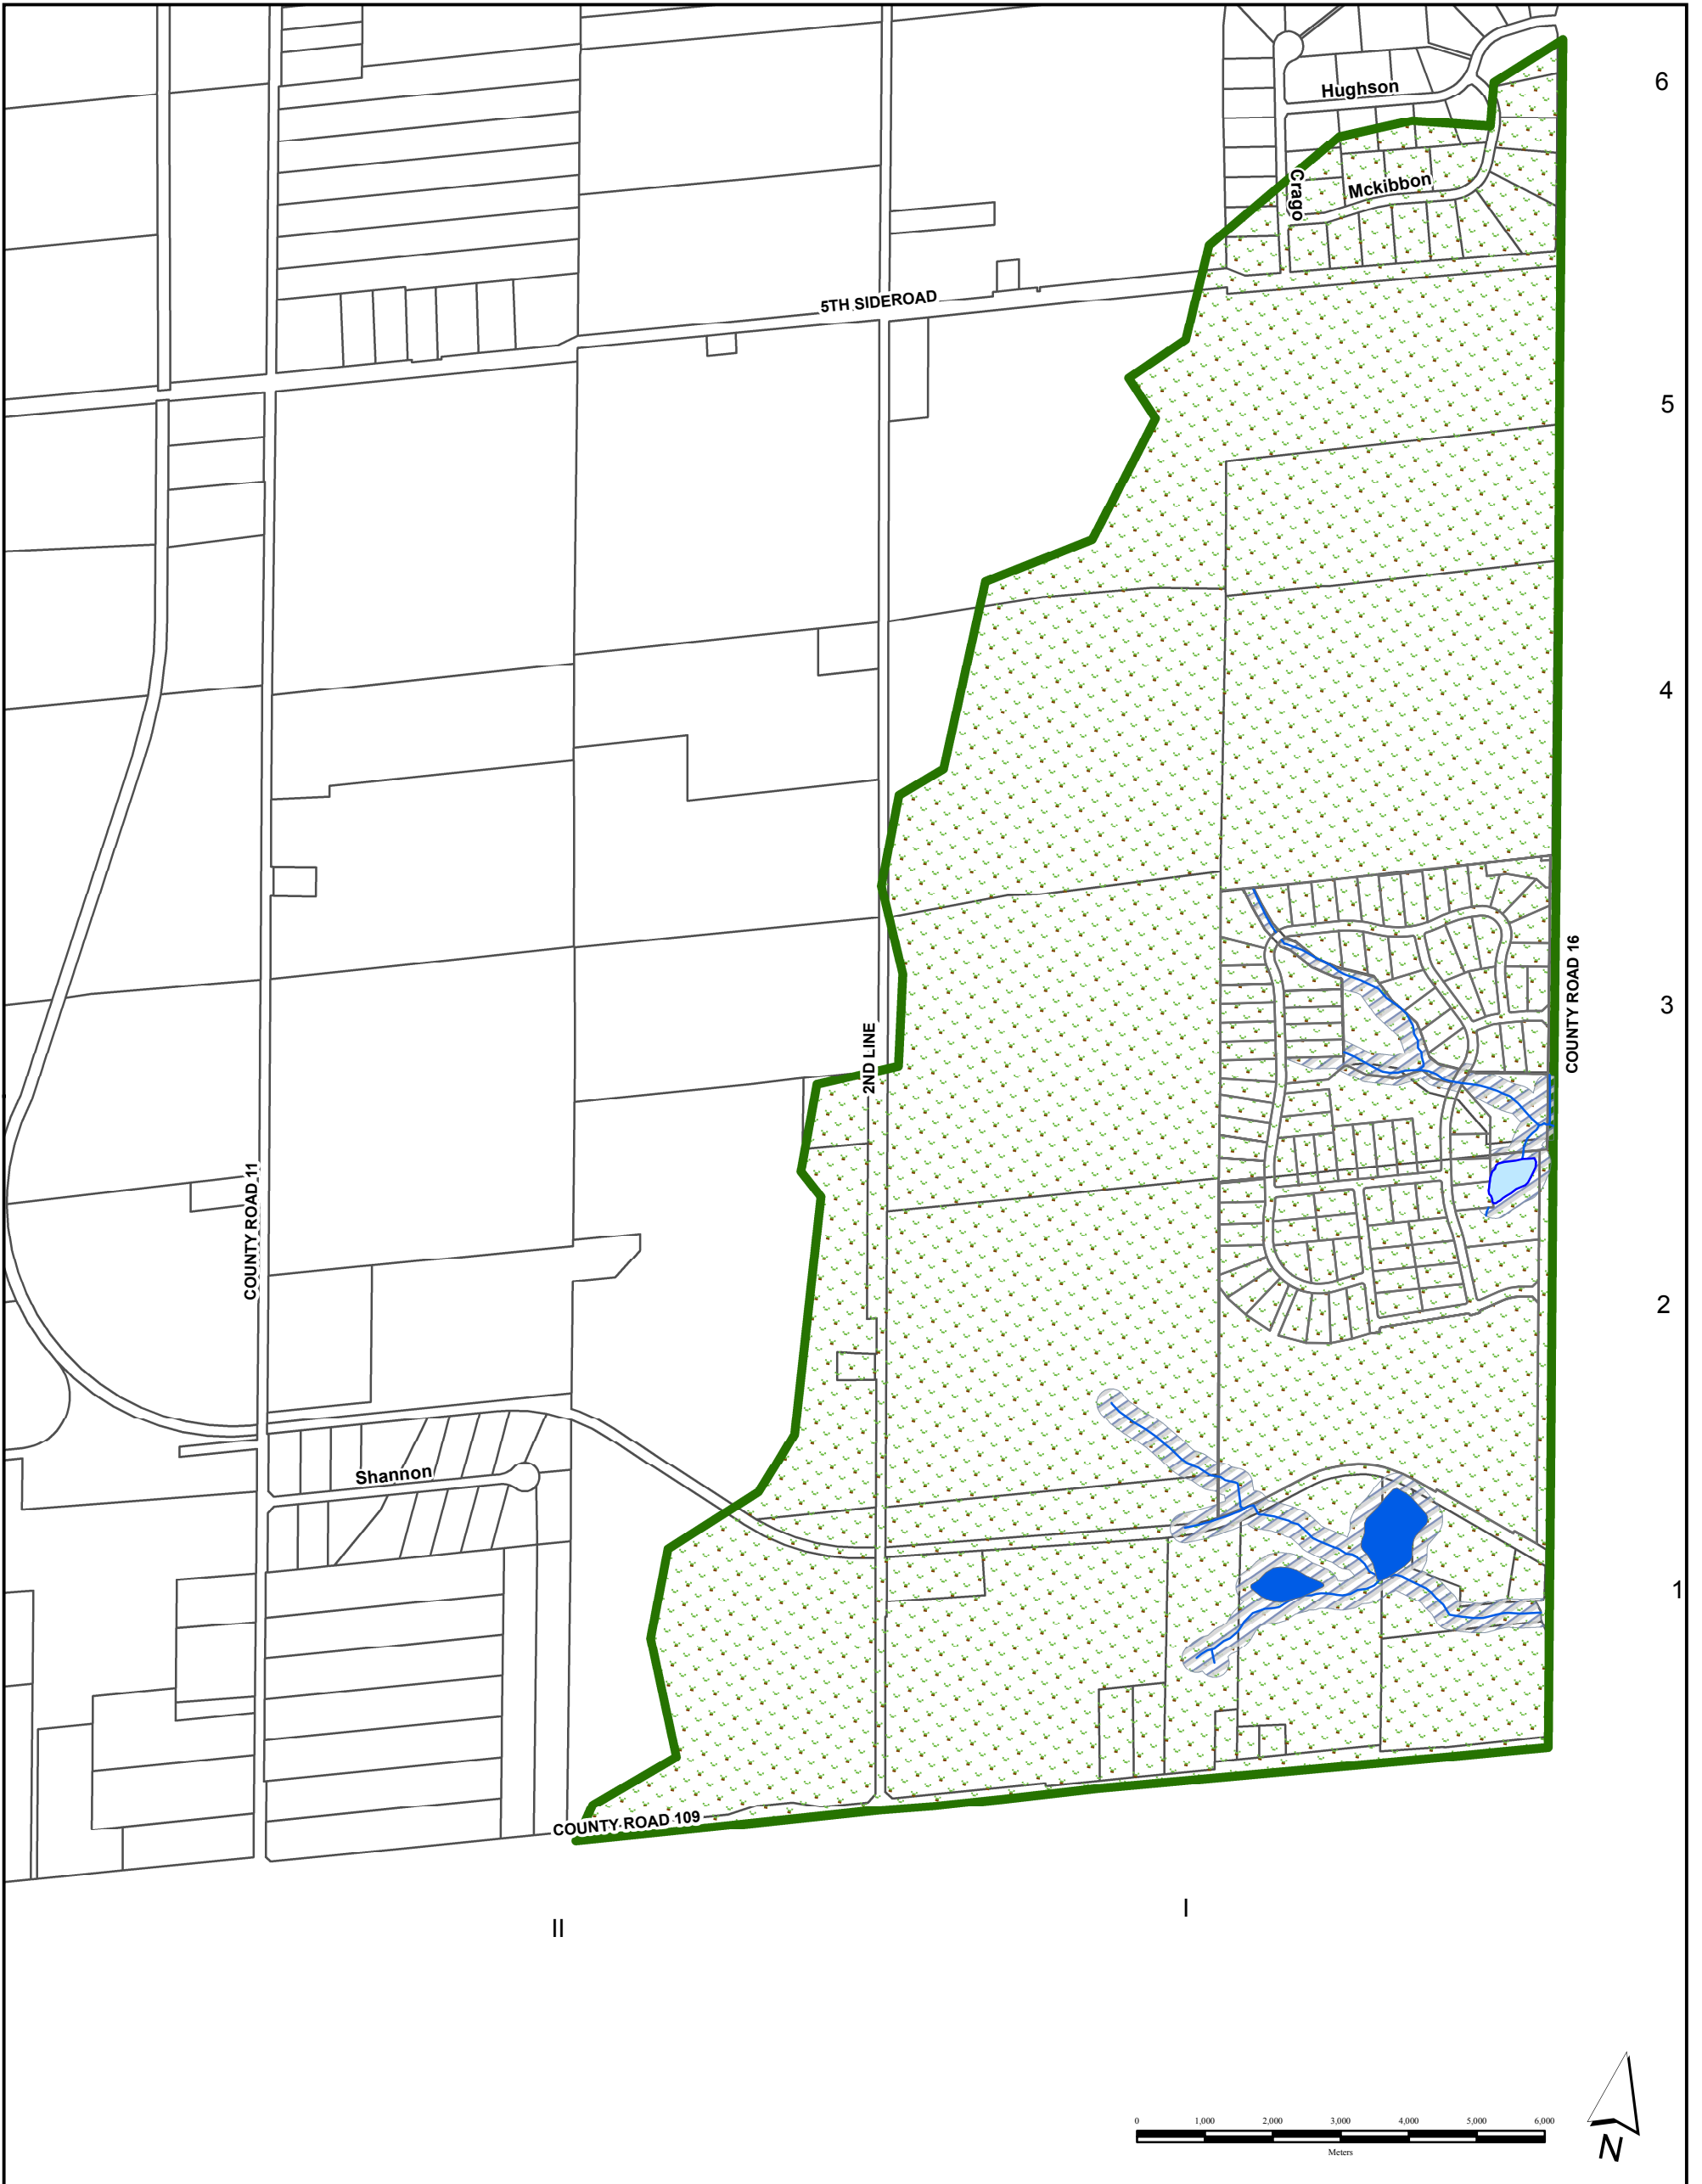 6
Hughson
Mckibbon
Crago
5TH SIDEROAD
5
4
COUNTY ROAD 16
3
2ND LINE
COUNTY ROAD 11
2
Shannon
1
COUNTY ROAD 109
I
II
0 1,000 2,000 3,000 4,000 5,000 6,000
Meters
N